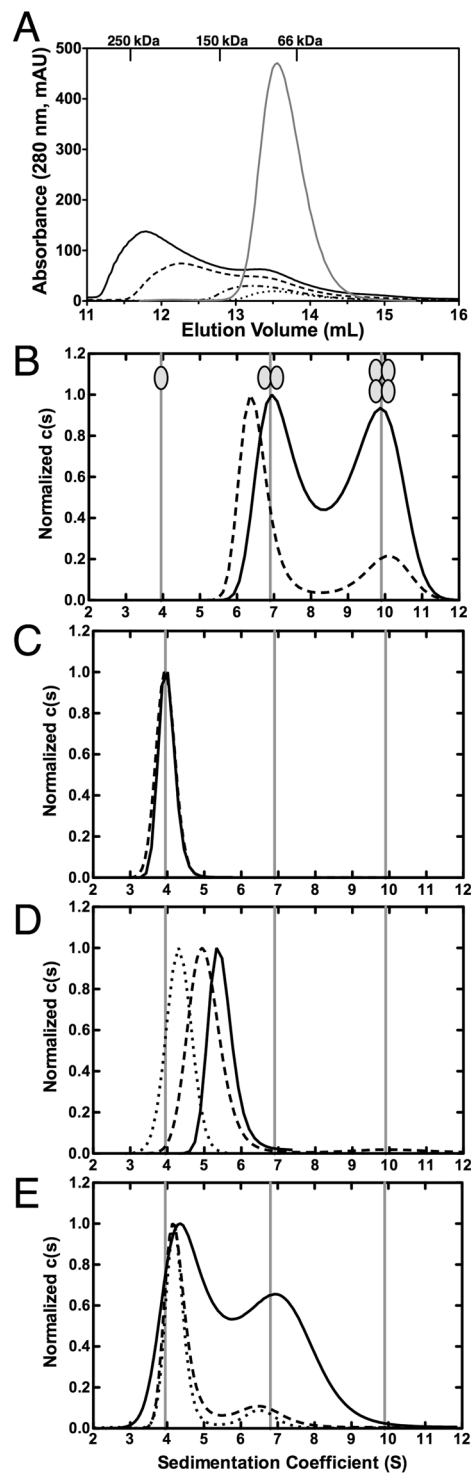 A
250 kDa 150 kDa 66 kDa
500
400
300
200
100
0
Absorbance (280 nm, mAU)
11 12 13 14 15 16
Elution Volume (mL)
B
1.2
1.0
0.8
0.6
0.4
0.2
0.0
Normalized c(s)
2 3 4 5 6 7 8 9 10 11 12
C
1.2
1.0
0.8
0.6
0.4
0.2
0.0
Normalized c(s)
2 3 4 5 6 7 8 9 10 11 12
D
1.2
1.0
0.8
0.6
0.4
0.2
0.0
Normalized c(s)
2 3 4 5 6 7 8 9 10 11 12
E
1.2
1.0
0.8
0.6
0.4
0.2
0.0
Normalized c(s)
2 3 4 5 6 7 8 9 10 11 12
Sedimentation Coefficient (S)